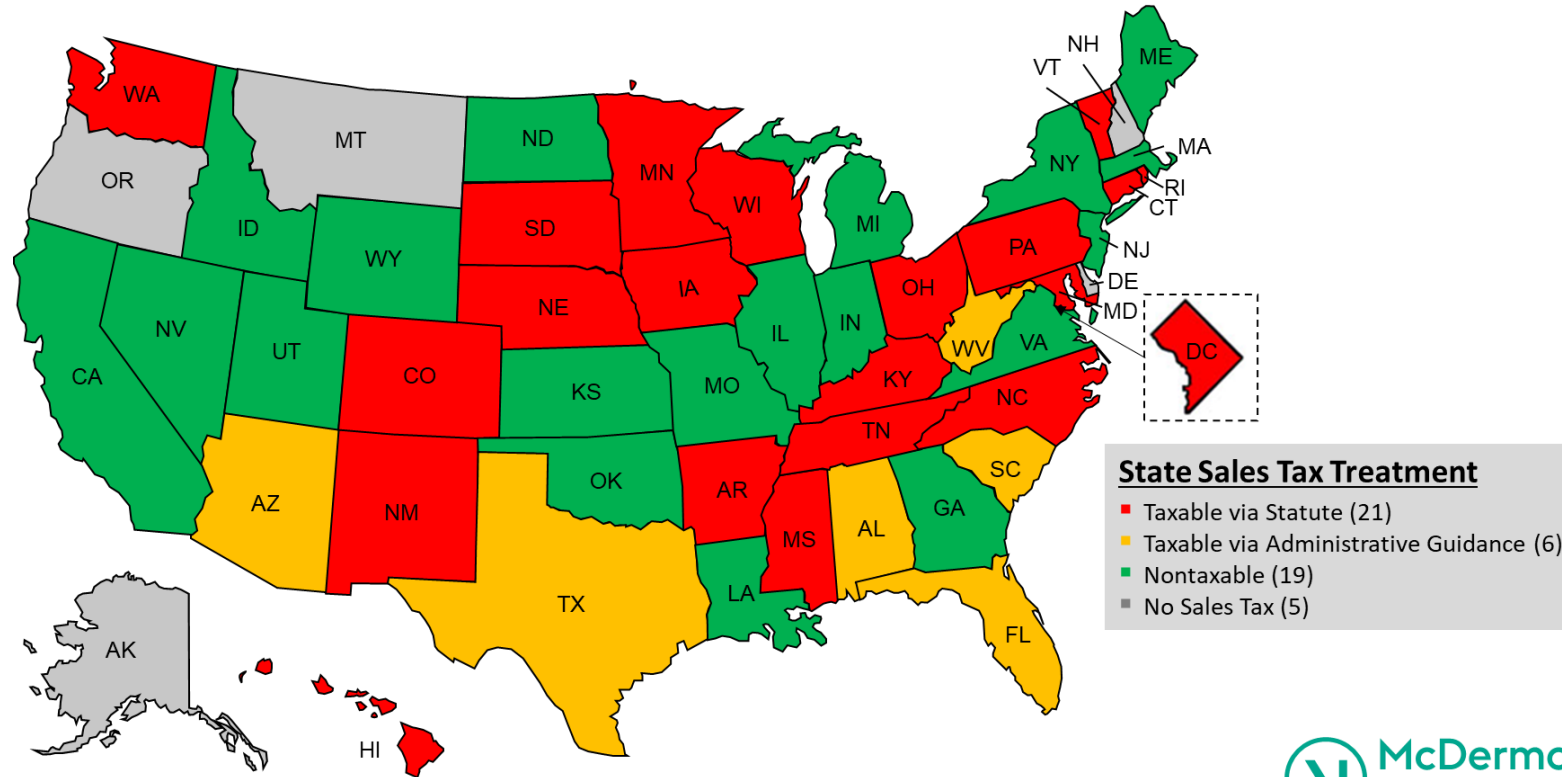 NH
ME
VT
WA
MT
ND
MN
OR
MA
NY
ID
SD
WI
RI
CT
MI
WY
PA
NJ
IA
DE
OH
NE
MD
NV
IL
IN
UT
WV
VA
DC
CA
CO
KS
MO
KY
NC
TN
State Sales Tax Treatment
OK
SC
AZ
NM
AR
GA
Taxable via Statute (21)
AL
MS
Taxable via Administrative Guidance (6)
Nontaxable (19)
LA
TX
No Sales Tax (5)
FL
AK
HI